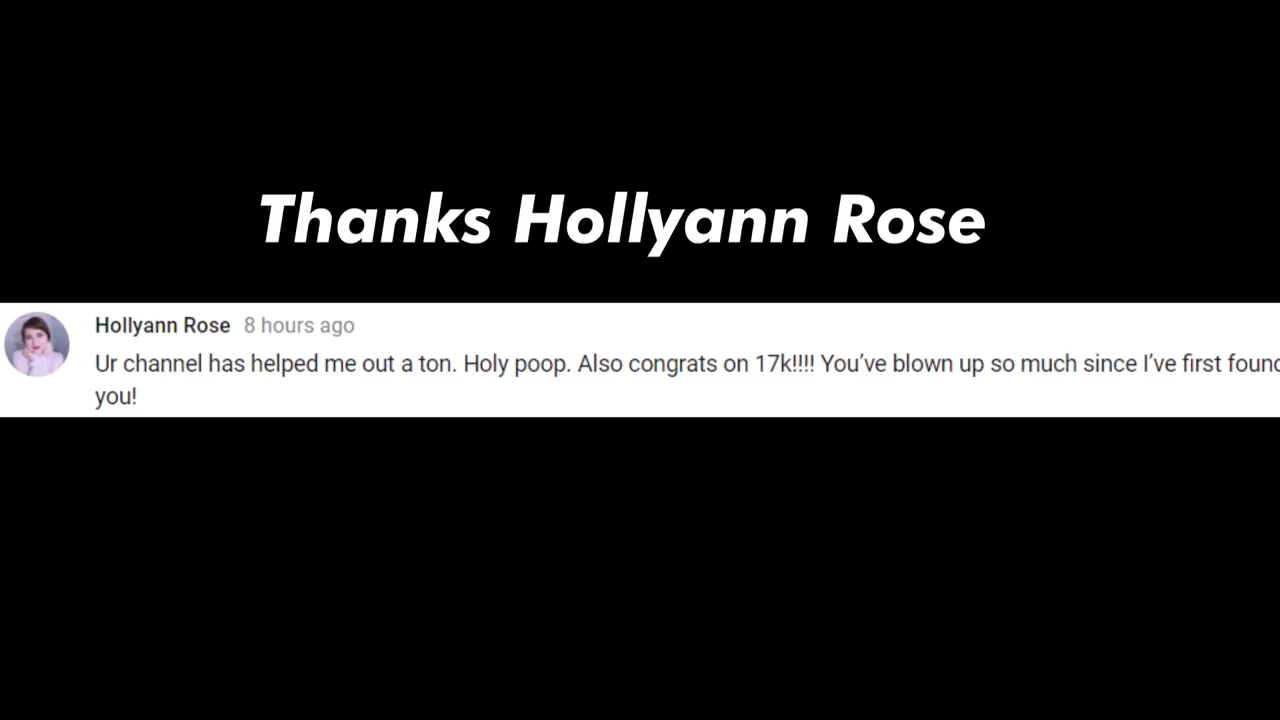 Thanks Hollyann Rose
Hollyann Rose 8 hours ago
Ur channel has helped me out a ton. Holy poop. Also congrats on 17k!!!! You’ve blown up so much since I’ve first found
you!